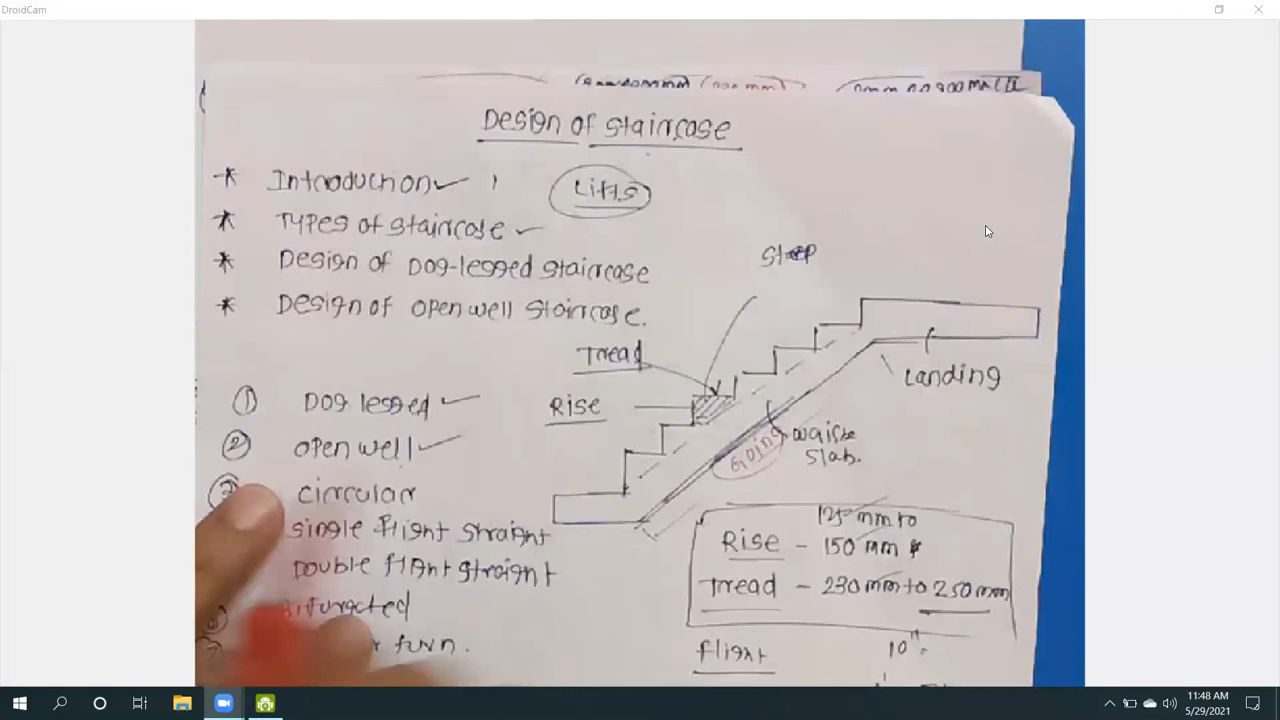 DroidCam
Design of staircase
* Introduction
Lifts
* Types of staircase
* Design of Dog-legged staircase
* Design of open well staircase.
Step
Tread
Rise
Landing
Going
waist
slab.
① Dog legged
② open well
circular
single flight straight
Double flight straight
Bifurcated
turn.
125 mm to
Rise - 150 mm
Tread - 230 mm to 250 mm
flight
10"
11:48 AM
5/29/2021